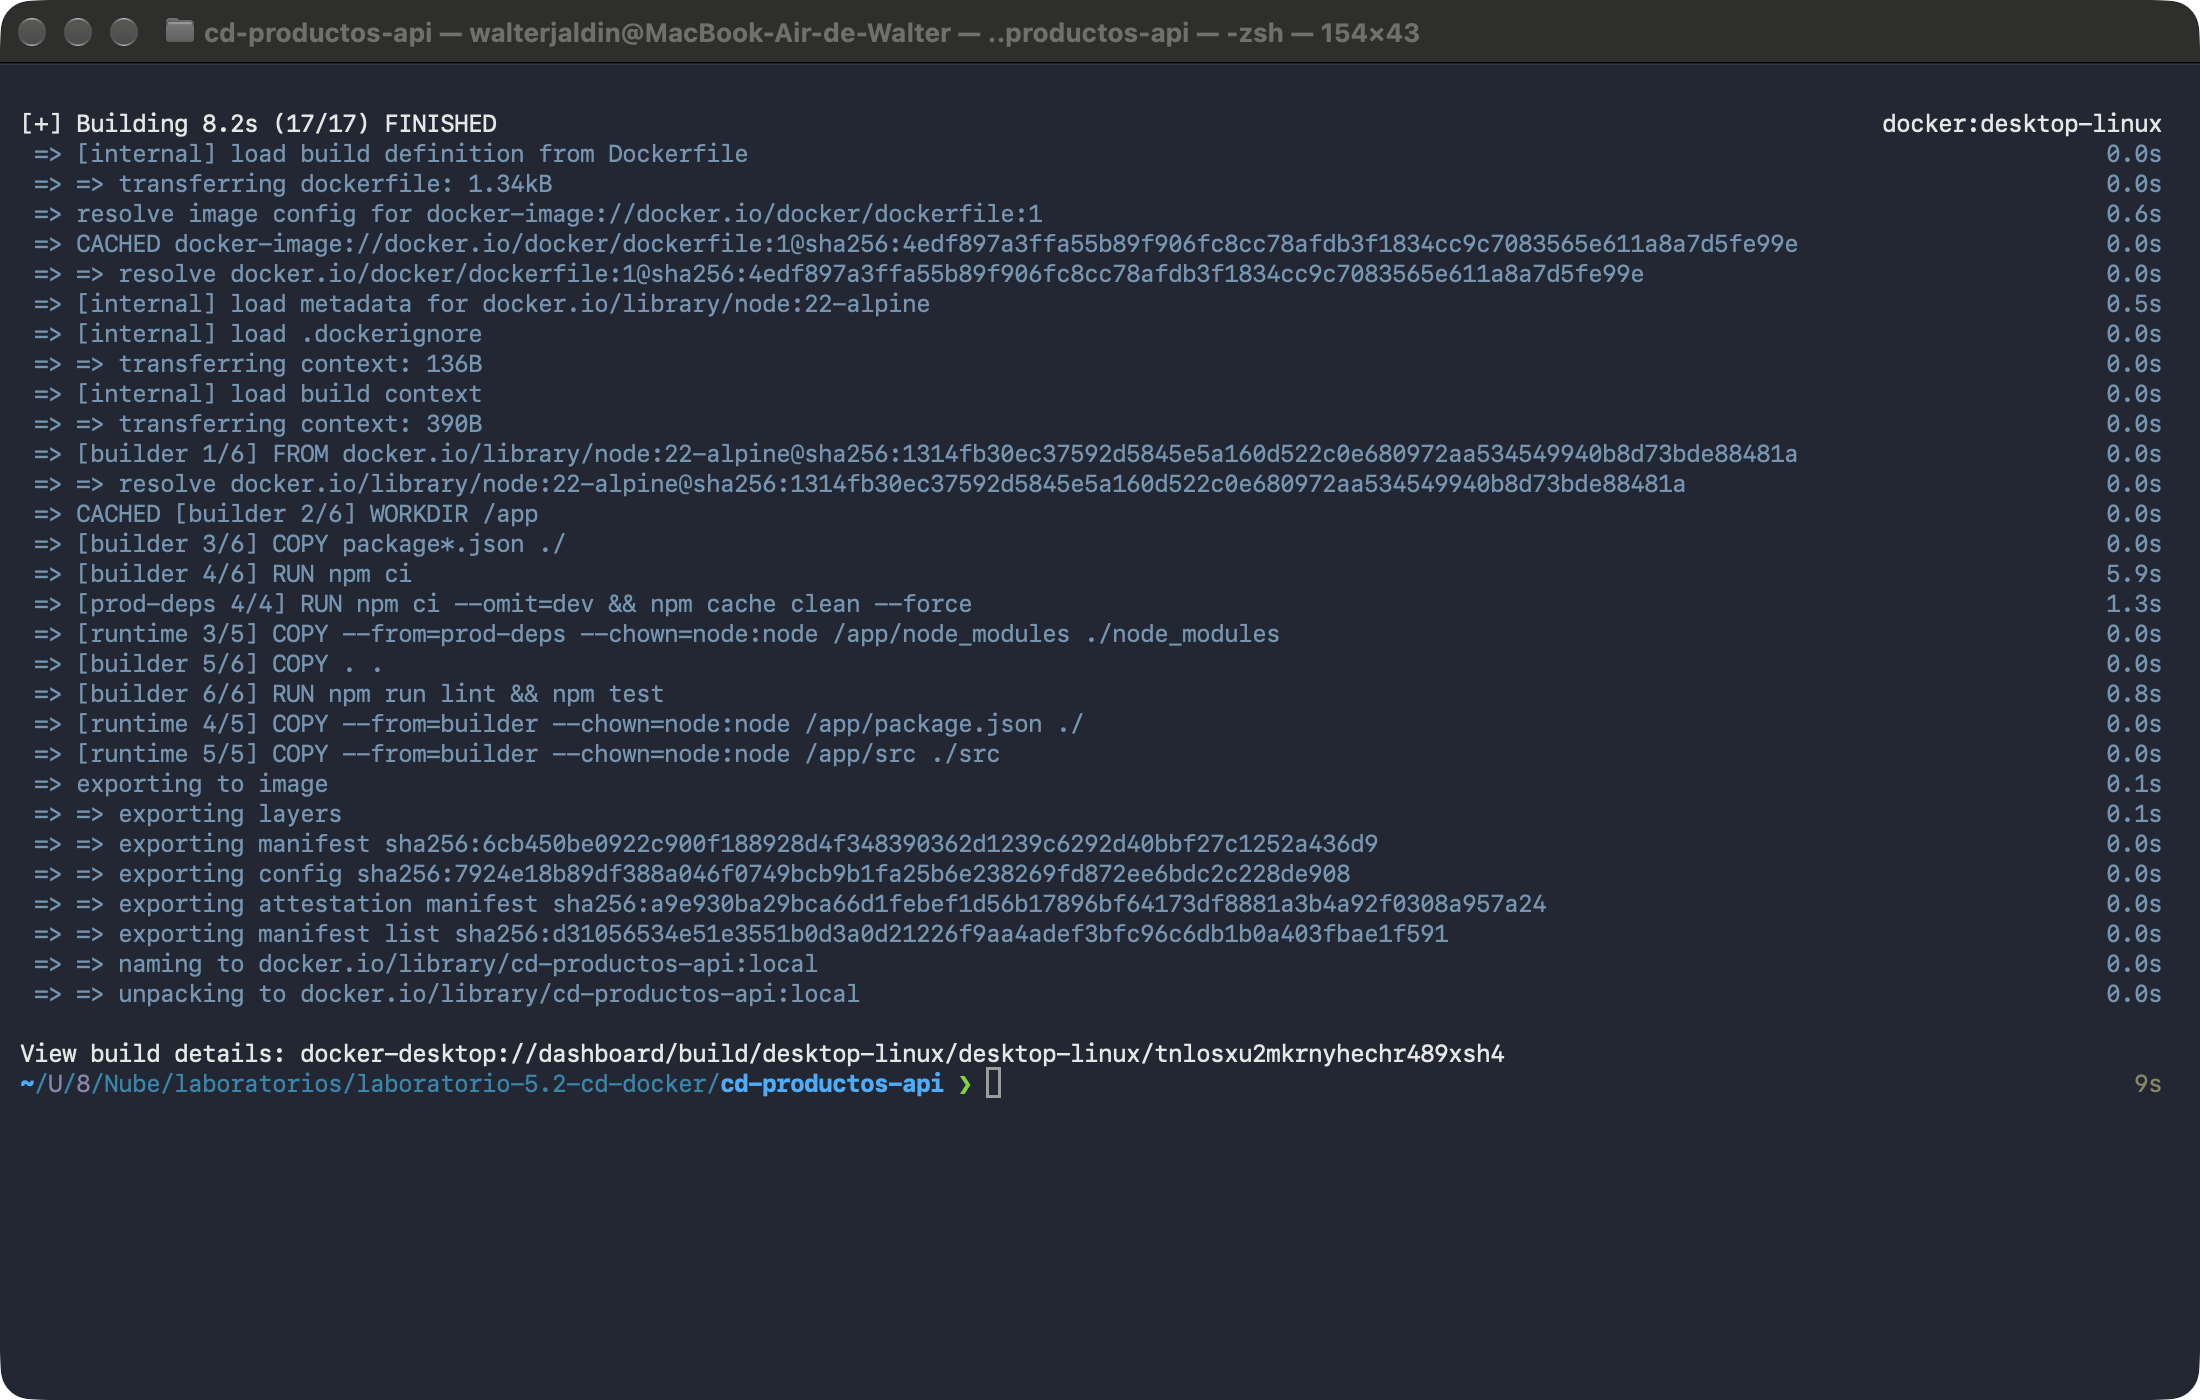 cd-productos-api — walterjaldin@MacBook-Air-de-Walter — ..productos-api — -zsh — 154×43
[+] Building 8.2s (17/17) FINISHED docker:desktop-linux
=> [internal] load build definition from Dockerfile 0.0s
=> => transferring dockerfile: 1.34kB 0.0s
=> resolve image config for docker-image://docker.io/docker/dockerfile:1 0.6s
=> CACHED docker-image://docker.io/docker/dockerfile:1@sha256:4edf897a3ffa55b89f906fc8cc78afdb3f1834cc9c7083565e611a8a7d5fe99e 0.0s
=> => resolve docker.io/docker/dockerfile:1@sha256:4edf897a3ffa55b89f906fc8cc78afdb3f1834cc9c7083565e611a8a7d5fe99e 0.0s
=> [internal] load metadata for docker.io/library/node:22-alpine 0.5s
=> [internal] load .dockerignore 0.0s
=> => transferring context: 136B 0.0s
=> [internal] load build context 0.0s
=> => transferring context: 390B 0.0s
=> [builder 1/6] FROM docker.io/library/node:22-alpine@sha256:1314fb30ec37592d5845e5a160d522c0e680972aa534549940b8d73bde88481a 0.0s
=> => resolve docker.io/library/node:22-alpine@sha256:1314fb30ec37592d5845e5a160d522c0e680972aa534549940b8d73bde88481a 0.0s
=> CACHED [builder 2/6] WORKDIR /app 0.0s
=> [builder 3/6] COPY package*.json ./ 0.0s
=> [builder 4/6] RUN npm ci 5.9s
=> [prod-deps 4/4] RUN npm ci --omit=dev && npm cache clean --force 1.3s
=> [runtime 3/5] COPY --from=prod-deps --chown=node:node /app/node_modules ./node_modules 0.0s
=> [builder 5/6] COPY . . 0.0s
=> [builder 6/6] RUN npm run lint && npm test 0.8s
=> [runtime 4/5] COPY --from=builder --chown=node:node /app/package.json ./ 0.0s
=> [runtime 5/5] COPY --from=builder --chown=node:node /app/src ./src 0.0s
=> exporting to image 0.1s
=> => exporting layers 0.1s
=> => exporting manifest sha256:6cb450be0922c900f188928d4f348390362d1239c6292d40bbf27c1252a436d9 0.0s
=> => exporting config sha256:7924e18b89df388a046f0749bcb9b1fa25b6e238269fd872ee6bdc2c228de908 0.0s
=> => exporting attestation manifest sha256:a9e930ba29bca66d1febef1d56b17896bf64173df8881a3b4a92f0308a957a24 0.0s
=> => exporting manifest list sha256:d31056534e51e3551b0d3a0d21226f9aa4adef3bfc96c6db1b0a403fbae1f591 0.0s
=> => naming to docker.io/library/cd-productos-api:local 0.0s
=> => unpacking to docker.io/library/cd-productos-api:local 0.0s
View build details: docker-desktop://dashboard/build/desktop-linux/desktop-linux/tnlosxu2mkrnyhechr489xsh4
~/U/8/Nube/laboratorios/laboratorio-5.2-cd-docker/cd-productos-api ❯ 9s